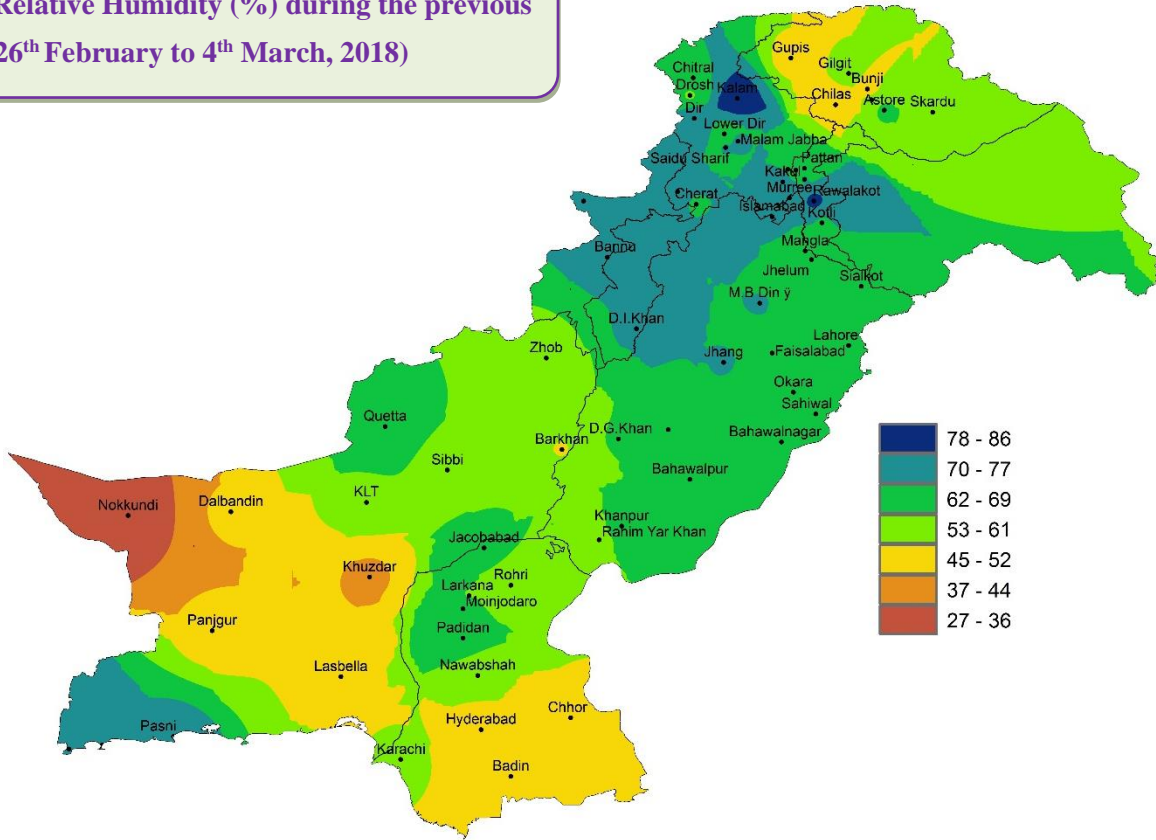 Relative Humidity (%) during the previous
26th February to 4th March, 2018)
Gupis
Gilgit
Chitral
Bunji
Drosh
Kalam
Chilas
Astore
Skardu
Dir
Lower Dir
Malam Jabba
Saidu Sharif
Pattan
Kakul
Murree
Rawalakot
Cherat
Islamabad
Kotli
Bannu
Mangla
Jhelum
Sialkot
M.B Din ÿ
D.I.Khan
Lahore
Zhob
Jhang
Faisalabad
Okara
Quetta
Sahiwal
D.G.Khan
Bahawalnagar
Barkhan
Sibbi
Bahawalpur
KLT
Nokkundi
Dalbandin
Khanpur
Rahim Yar Khan
Jacobabad
Khuzdar
Rohri
Larkana
Moinjodaro
Panjgur
Padidan
Lasbella
Nawabshah
Pasni
Hyderabad
Chhor
Karachi
Badin
78 - 86
70 - 77
62 - 69
53 - 61
45 - 52
37 - 44
27 - 36